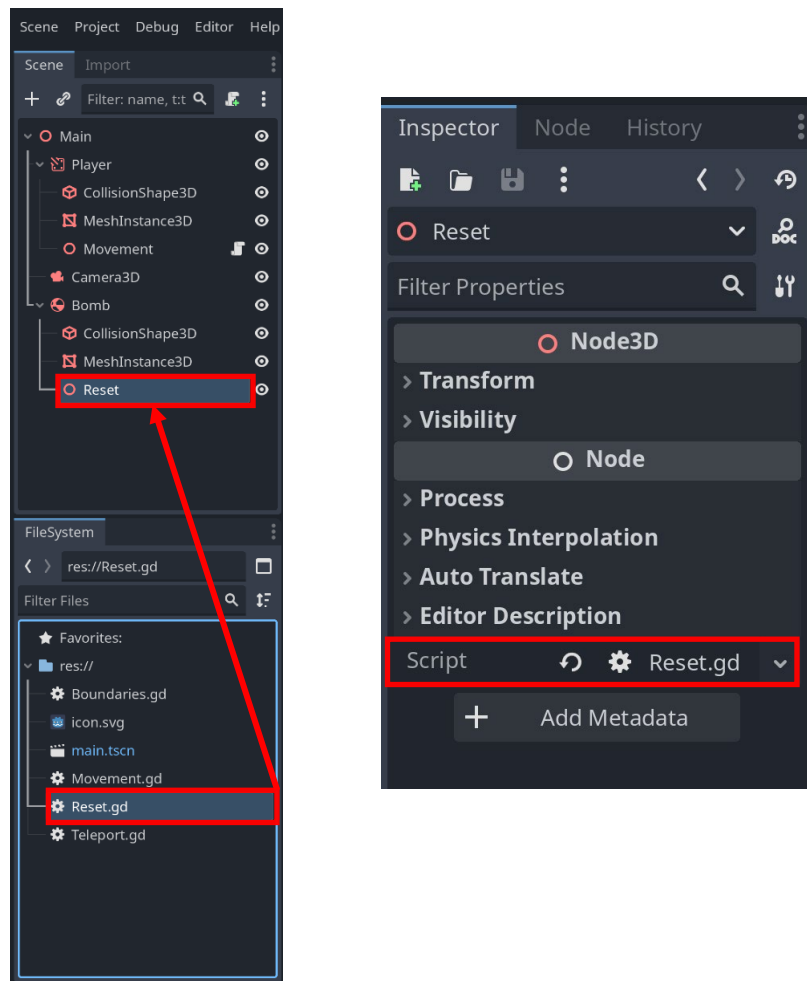 Scene Project Debug Editor Help
Scene Import
Filter: name, t:t
Main
Player
CollisionShape3D
MeshInstance3D
Movement
Camera3D
Bomb
CollisionShape3D
MeshInstance3D
Reset
FileSystem
res://Reset.gd
Filter Files
Favorites:
res://
Boundaries.gd
icon.svg
main.tscn
Movement.gd
Reset.gd
Teleport.gd
Inspector Node History
Reset
DOC
Filter Properties
Node3D
Transform
Visibility
Node
Process
Physics Interpolation
Auto Translate
Editor Description
Script Reset.gd
Add Metadata